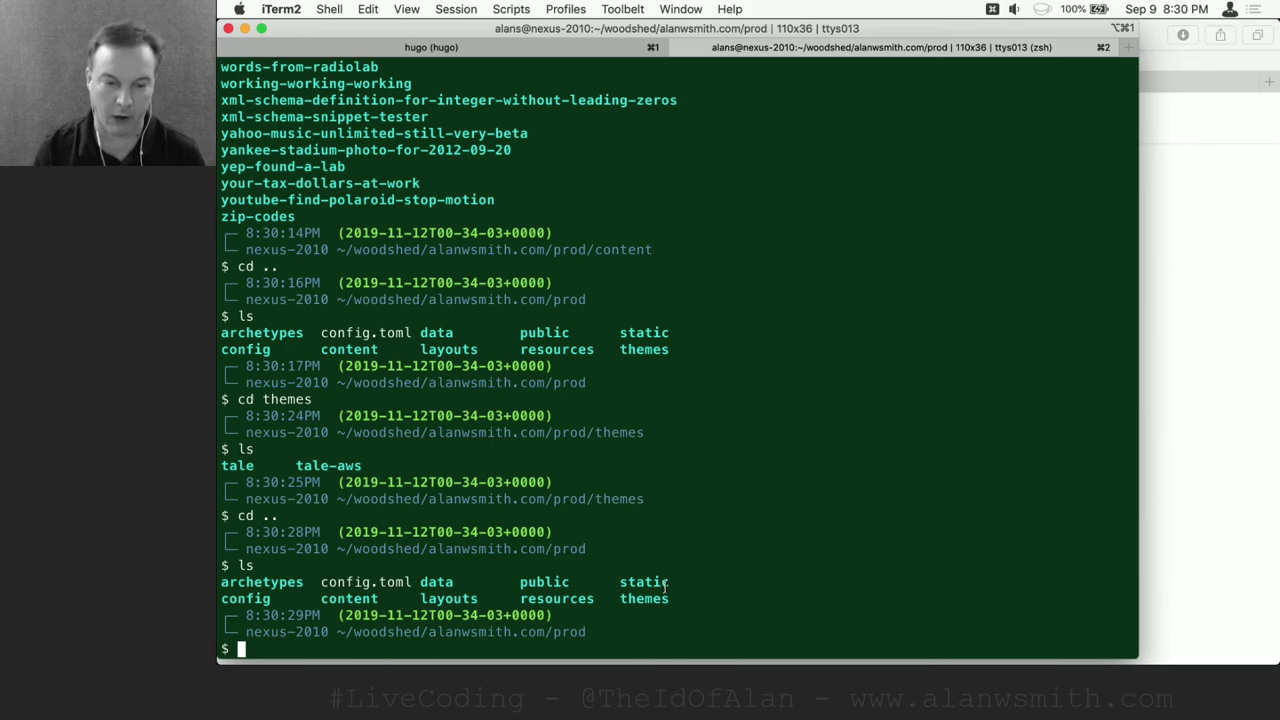 iTerm2 Shell Edit View Session Scripts Profiles Toolbelt Window Help 100% Sep 9 8:30 PM
alans@nexus-2010:~/woodshed/alanwsmith.com/prod | 110x36 | ttys013 ⌥⌘1
hugo (hugo) ⌘1 alans@nexus-2010:~/woodshed/alanwsmith.com/prod | 110x36 | ttys013 (zsh) ⌘2
words-from-radiolab
working-working-working
xml-schema-definition-for-integer-without-leading-zeros
xml-schema-snippet-tester
yahoo-music-unlimited-still-very-beta
yankee-stadium-photo-for-2012-09-20
yep-found-a-lab
your-tax-dollars-at-work
youtube-find-polaroid-stop-motion
zip-codes
8:30:14PM (2019-11-12T00-34-03+0000)
nexus-2010 ~/woodshed/alanwsmith.com/prod/content
$ cd ..
8:30:16PM (2019-11-12T00-34-03+0000)
nexus-2010 ~/woodshed/alanwsmith.com/prod
$ ls
archetypes config.toml data public static
config content layouts resources themes
8:30:17PM (2019-11-12T00-34-03+0000)
nexus-2010 ~/woodshed/alanwsmith.com/prod
$ cd themes
8:30:24PM (2019-11-12T00-34-03+0000)
nexus-2010 ~/woodshed/alanwsmith.com/prod/themes
$ ls
tale tale-aws
8:30:25PM (2019-11-12T00-34-03+0000)
nexus-2010 ~/woodshed/alanwsmith.com/prod/themes
$ cd ..
8:30:28PM (2019-11-12T00-34-03+0000)
nexus-2010 ~/woodshed/alanwsmith.com/prod
$ ls
archetypes config.toml data public static
config content layouts resources themes
8:30:29PM (2019-11-12T00-34-03+0000)
nexus-2010 ~/woodshed/alanwsmith.com/prod
$
#LiveCoding - @TheIdOfAlan - www.alanwsmith.com